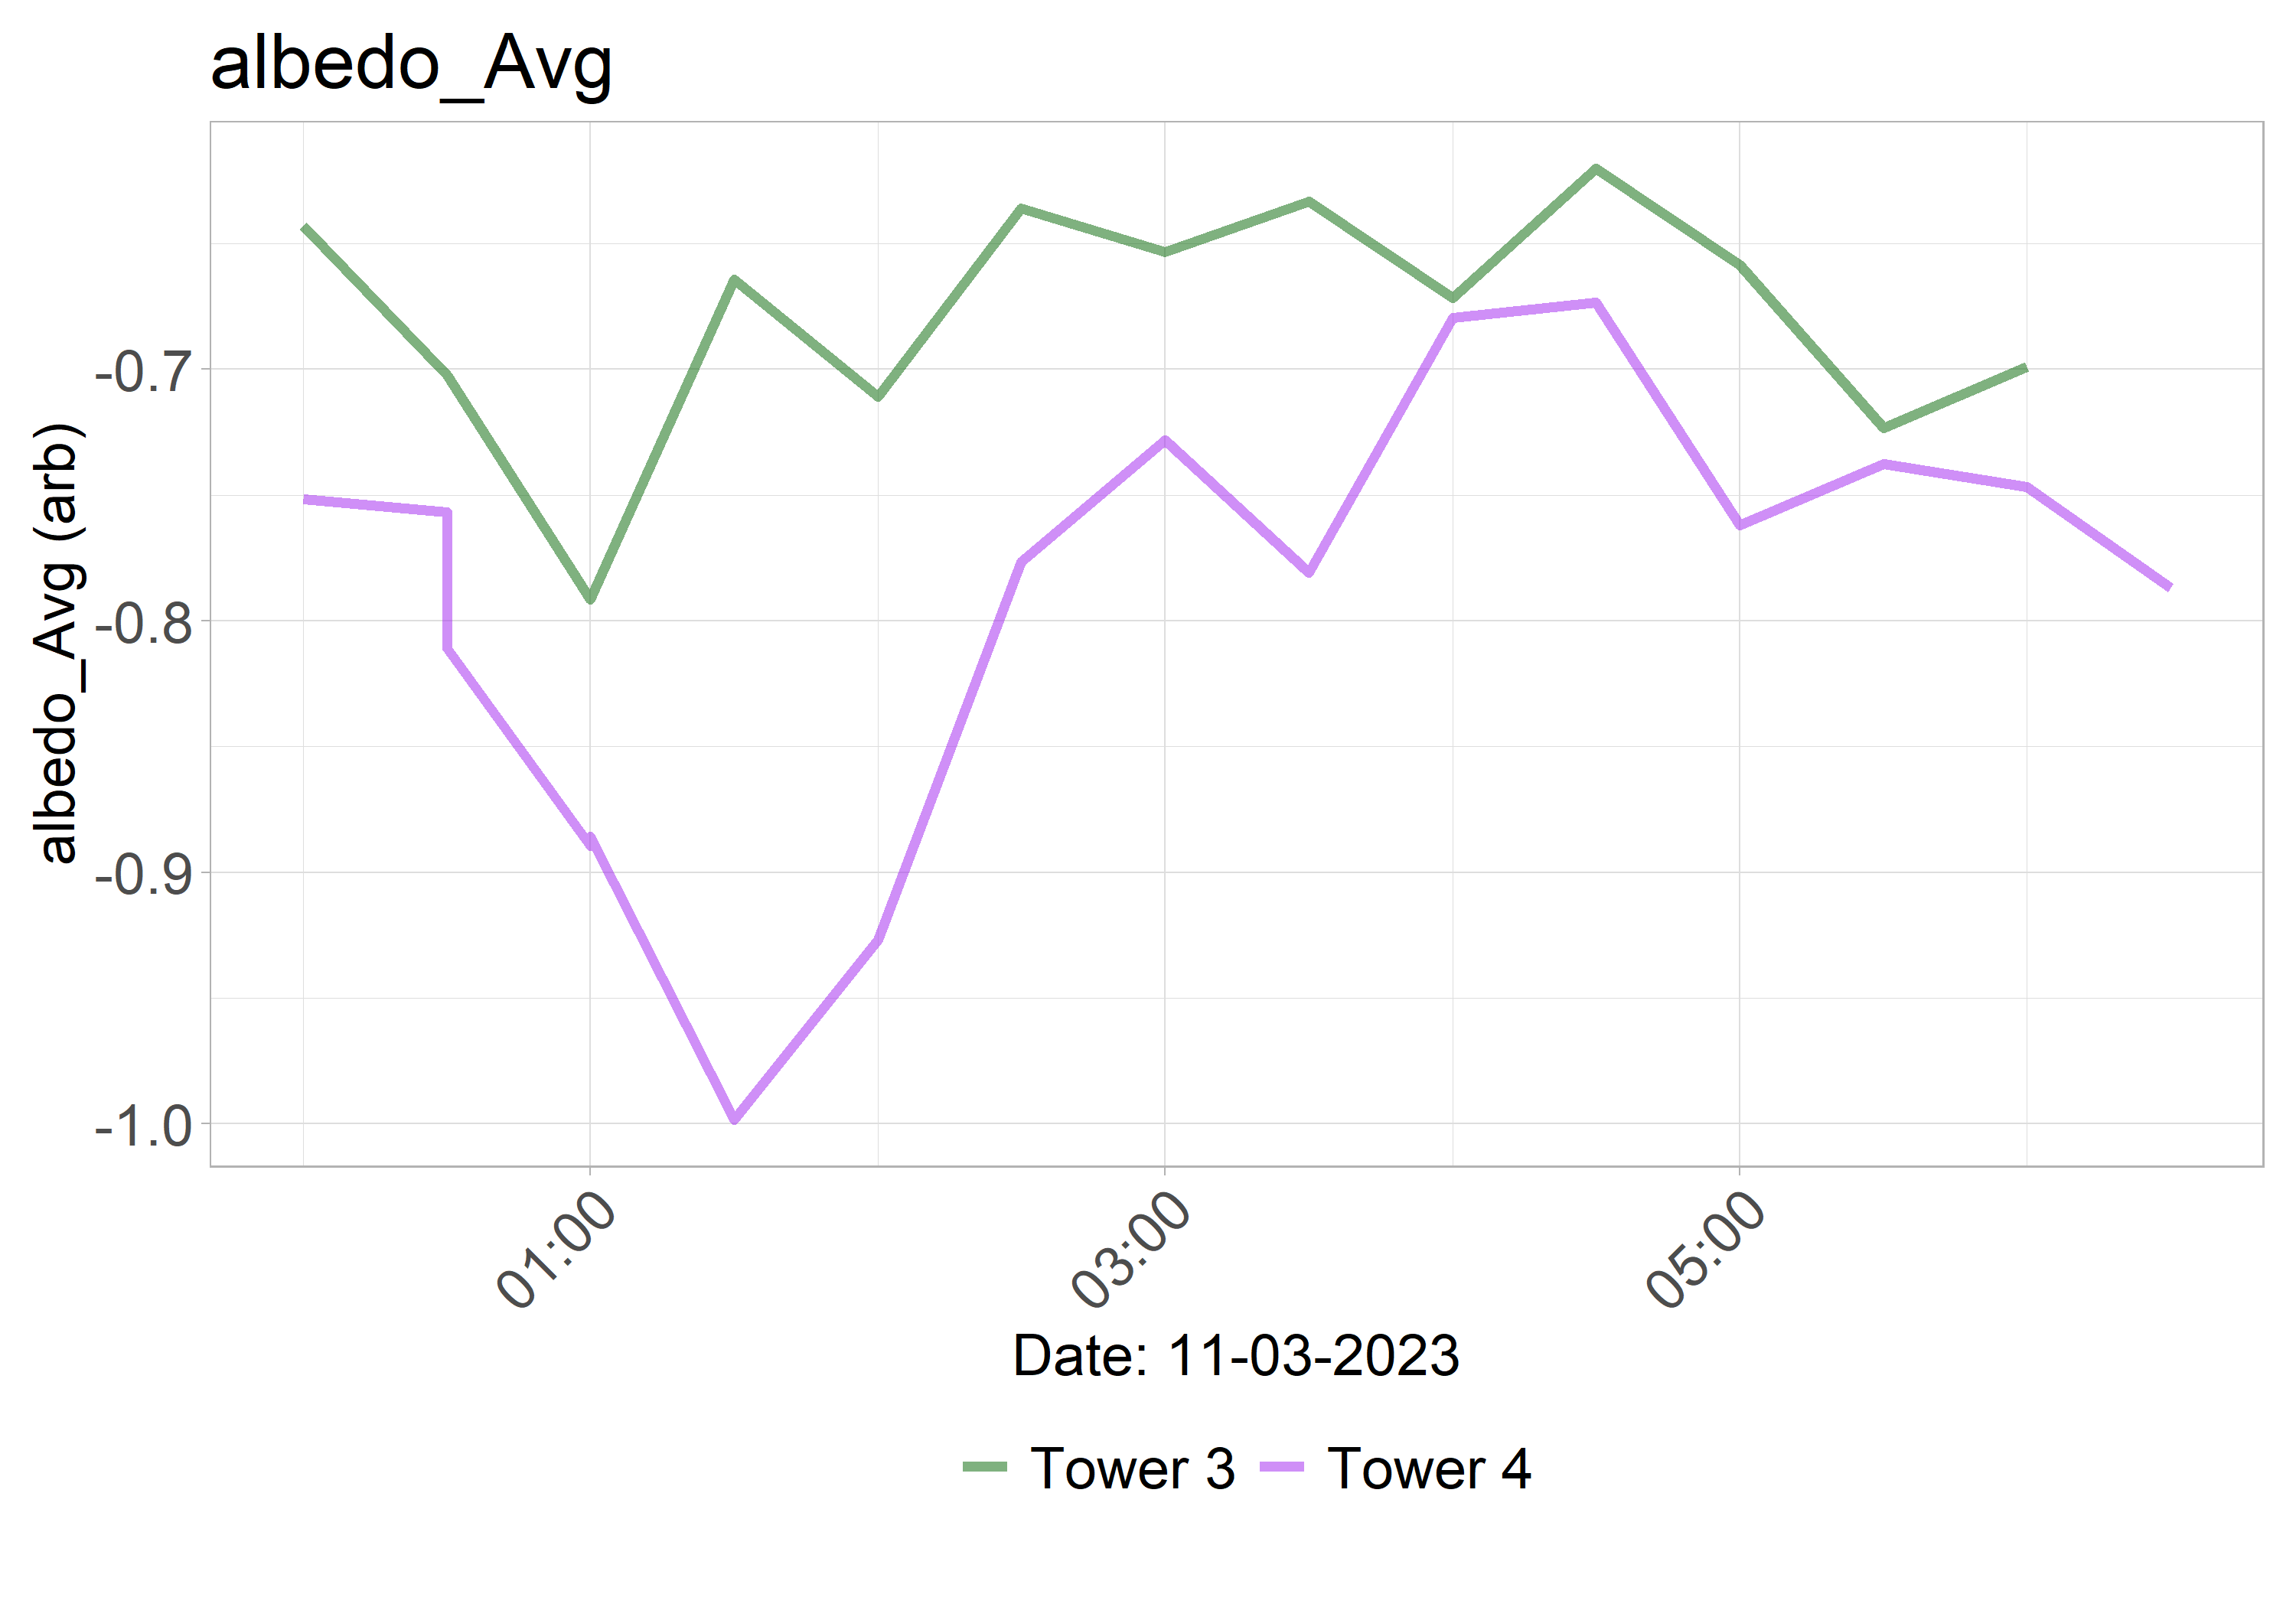 albedo_Avg
albedo_Avg (arb)
-0.7
-0.8
-0.9
-1.0
01:00
03:00
05:00
Date: 11-03-2023
Tower 3
Tower 4